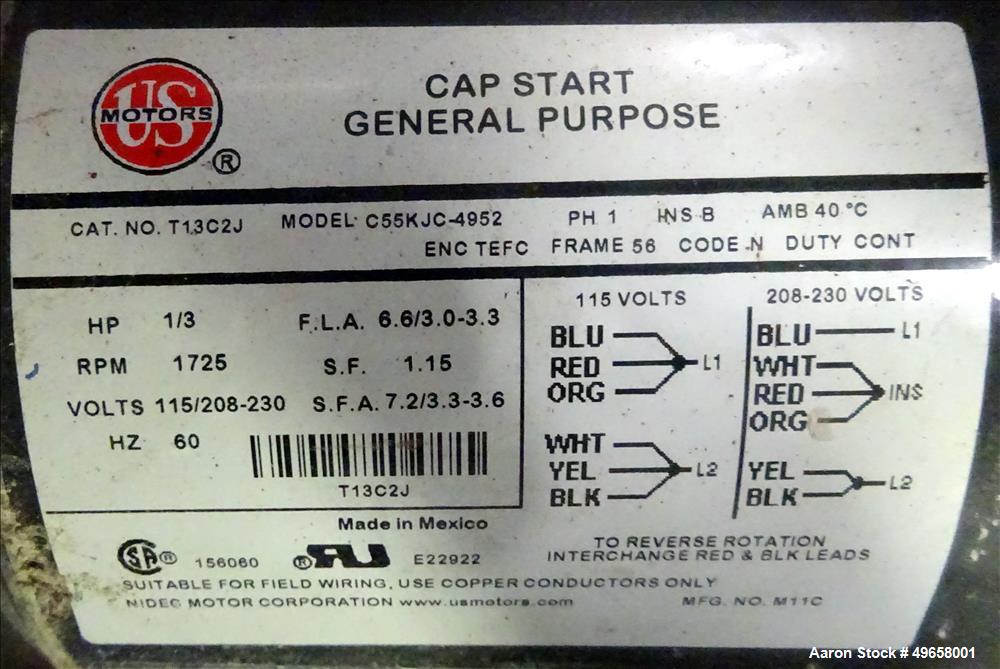 US
MOTORS
®
CAP START
GENERAL PURPOSE
CAT. NO. T13C2J MODEL C55KJC-4952 PH 1 INS B AMB 40 °C
ENC TEFC FRAME 56 CODE N DUTY CONT
HP 1/3 F.L.A. 6.6/3.0-3.3
RPM 1725 S.F. 1.15
VOLTS 115/208-230 S.F.A. 7.2/3.3-3.6
HZ 60
T13C2J
115 VOLTS
BLU
RED L1
ORG
WHT
YEL L2
BLK
208-230 VOLTS
BLU L1
WHT
RED INS
ORG
YEL L2
BLK
Made in Mexico
SA ® 156060 ® RU E22922
TO REVERSE ROTATION
INTERCHANGE RED & BLK LEADS
SUITABLE FOR FIELD WIRING, USE COPPER CONDUCTORS ONLY
NIDEC MOTOR CORPORATION www.usmotors.com MFG. NO. M11C
Aaron Stock # 49658001